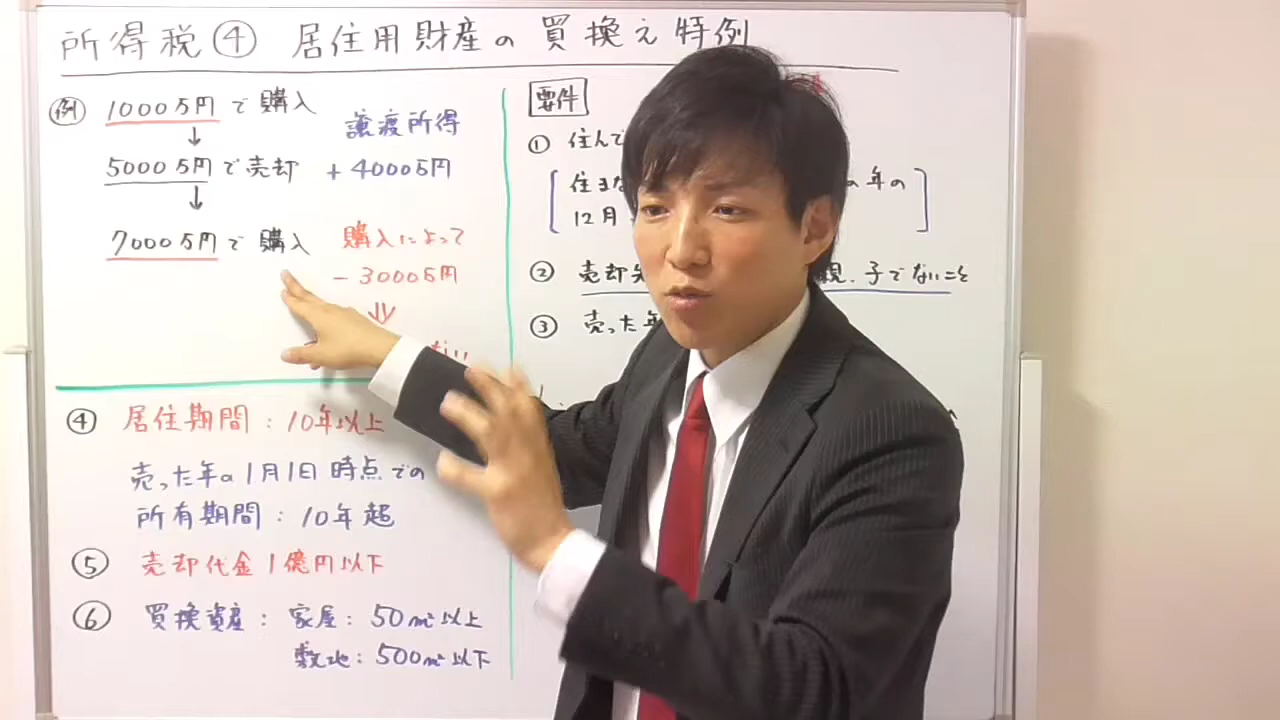 所得税④ 居住用財産の買換え特例
例 1000万円で購入
↓
譲渡所得
5000万円で売却 +4000万円
↓
7000万円で購入
購入によって
-3000万円
⇓
要件
① 住んで
住まな の年の
12月
② 売却先 親、子でないこと
③ 売った年
④ 居住期間：10年以上
売った年の1月1日時点での
所有期間：10年超
⑤ 売却代金1億円以下
⑥ 買換資産：家屋：50㎡以上
敷地：500㎡以下